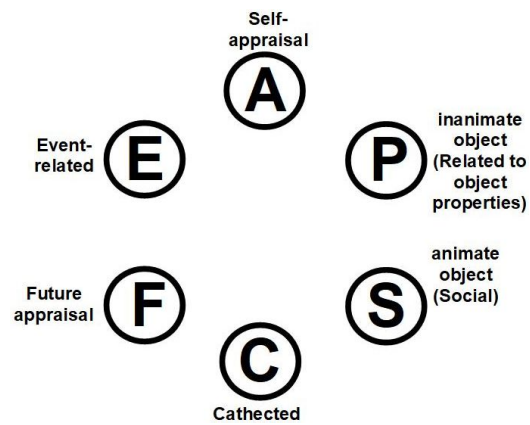 Self-
appraisal
A
Event-
related
E
P
inanimate
object
(Related to
object
properties)
Future
appraisal
F
S
animate
object
(Social)
C
Cathected